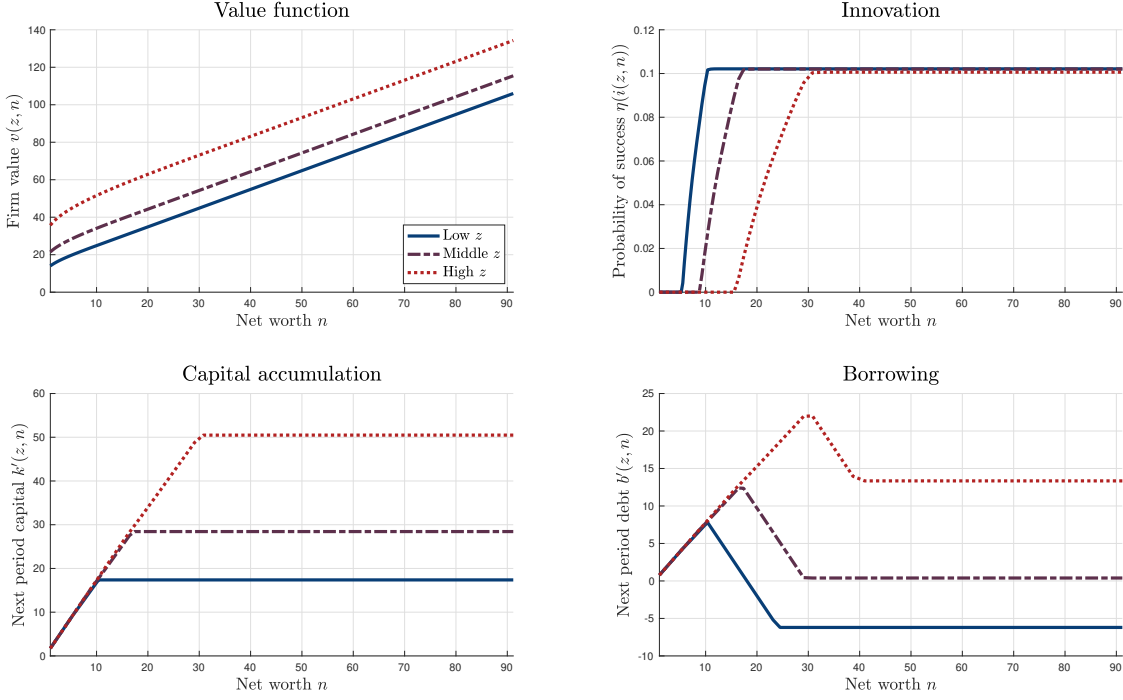 Value function
Firm value v(z, n)
140
120
100
80
60
40
20
0
10 20 30 40 50 60 70 80 90
Net worth n
Low z
Middle z
High z
Innovation
Probability of success η(i(z, n))
0.12
0.1
0.08
0.06
0.04
0.02
0
10 20 30 40 50 60 70 80 90
Net worth n
Capital accumulation
Next period capital k′(z, n)
60
50
40
30
20
10
0
10 20 30 40 50 60 70 80 90
Net worth n
Borrowing
Next period debt b′(z, n)
25
20
15
10
5
0
-5
-10
10 20 30 40 50 60 70 80 90
Net worth n